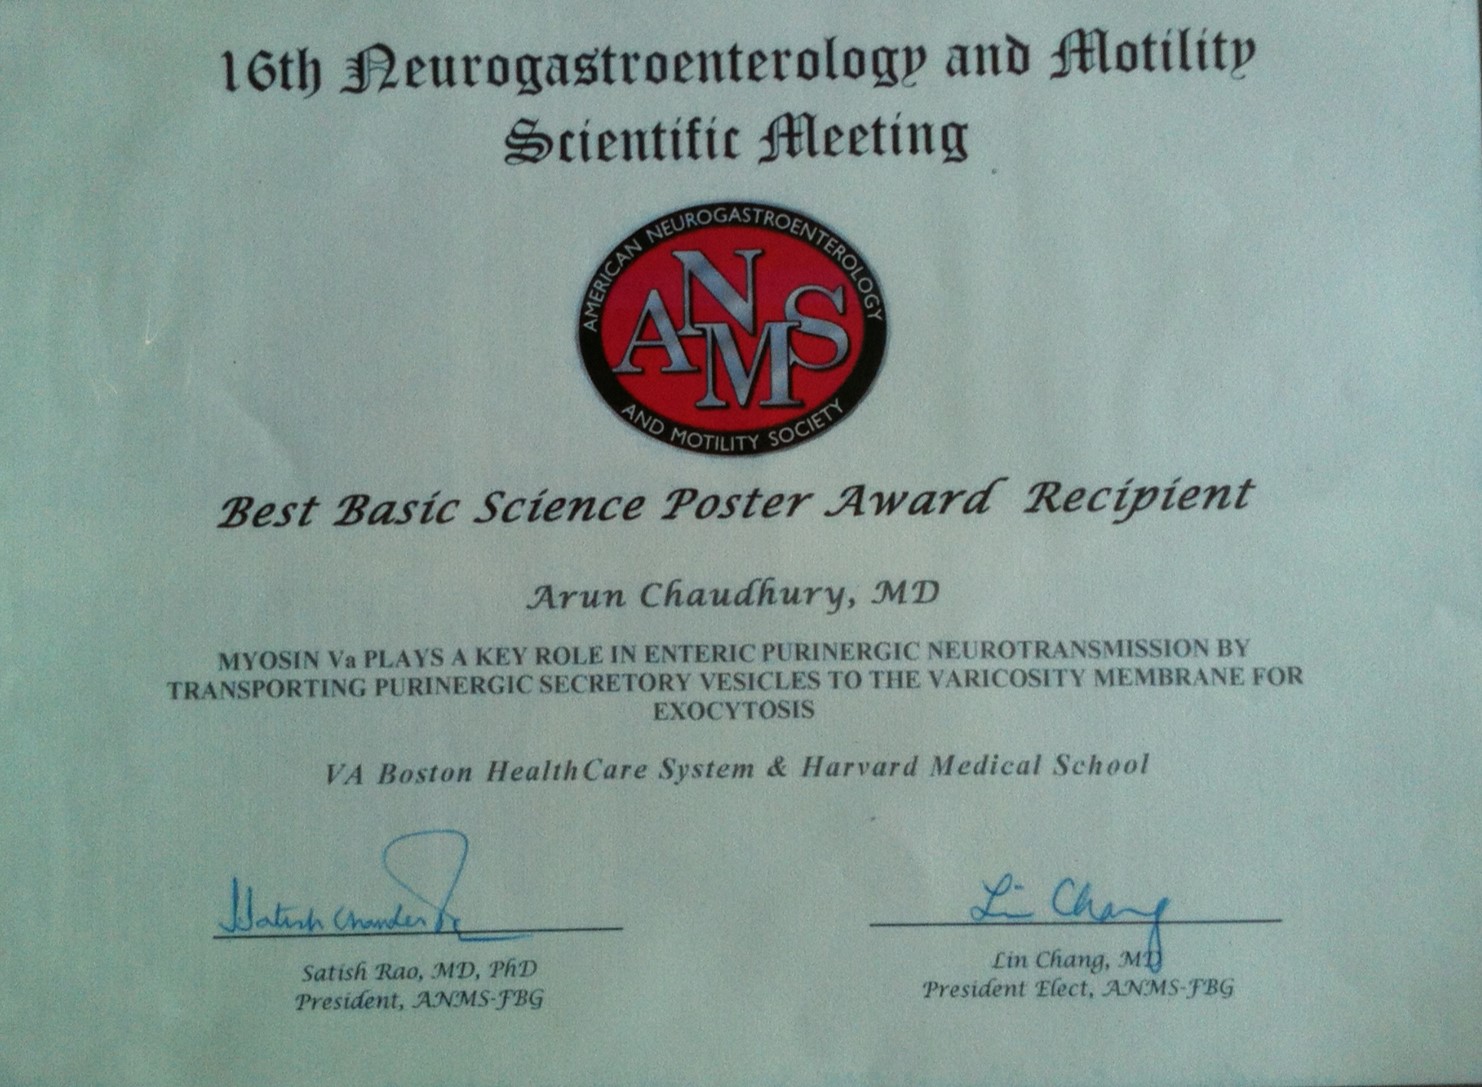 16th Neurogastroenterology and Motility
Scientific Meeting
AMERICAN NEUROGASTROENTEROLOGY
ANMS
AND MOTILITY SOCIETY
Best Basic Science Poster Award Recipient
Arun Chaudhury, MD
MYOSIN Va PLAYS A KEY ROLE IN ENTERIC PURINERGIC NEUROTRANSMISSION BY
TRANSPORTING PURINERGIC SECRETORY VESICLES TO THE VARICOSITY MEMBRANE FOR
EXOCYTOSIS
VA Boston HealthCare System & Harvard Medical School
Lin Chang
Satish Rao, MD, PhD
President, ANMS-FBG
Lin Chang, MD
President Elect, ANMS-FBG